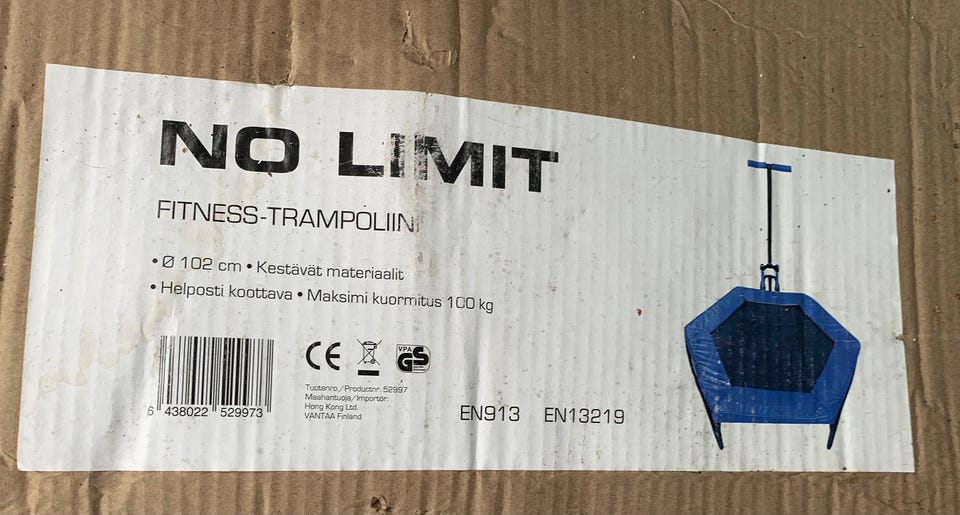 NO LIMIT
FITNESS-TRAMPOLIINI
• Ø 102 cm • Kestävät materiaalit
• Helposti koottava • Maksimi kuormitus 100 kg
CE
VPA
GS
Tuotenro./Productnr. 52997
Maahantuoja/Importör:
Hong Kong Ltd.
VANTAA Finland
6 438022 529973
EN913 EN13219